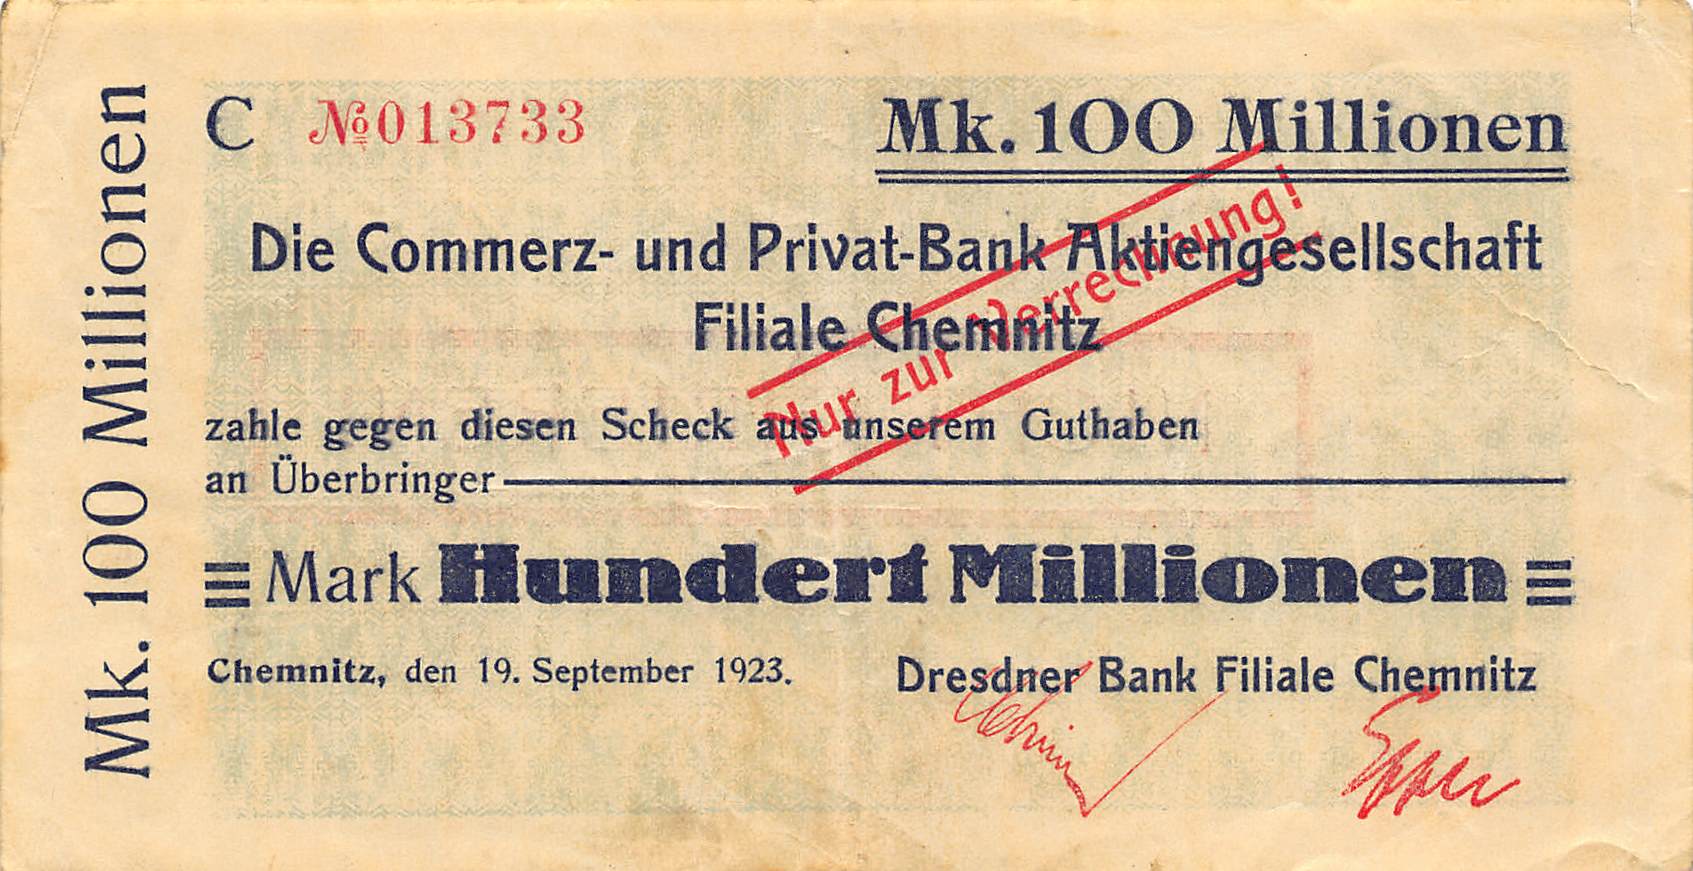 Mk. 100 Millionen
C №013733
Mk. 100 Millionen
Die Commerz- und Privat-Bank Aktiengesellschaft
Filiale Chemnitz
Nur zur Verrechnung!
zahle gegen diesen Scheck aus unserem Guthaben
an Überbringer
Mark Hundert Millionen
Chemnitz, den 19. September 1923.
Dresdner Bank Filiale Chemnitz